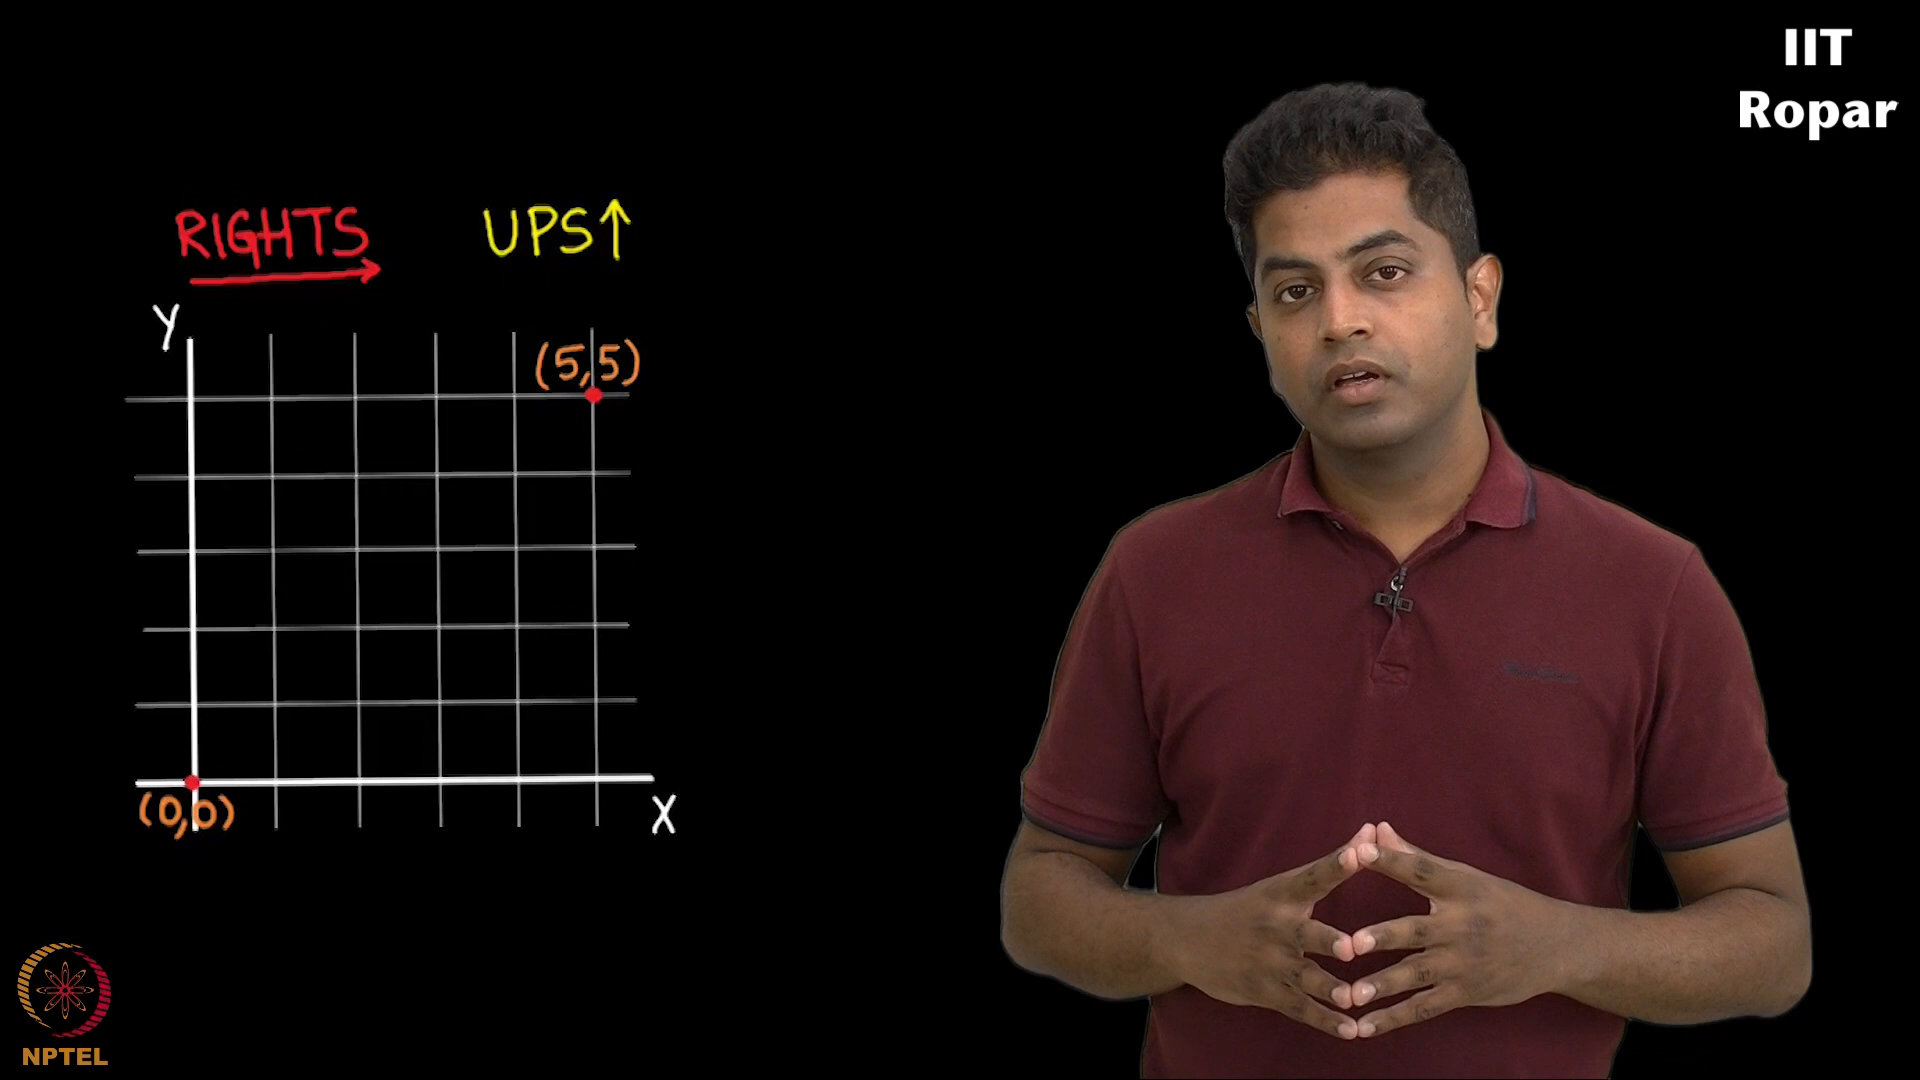 IIT
Ropar
RIGHTS UPS↑
Y
(5,5)
(0,0)
X
NPTEL